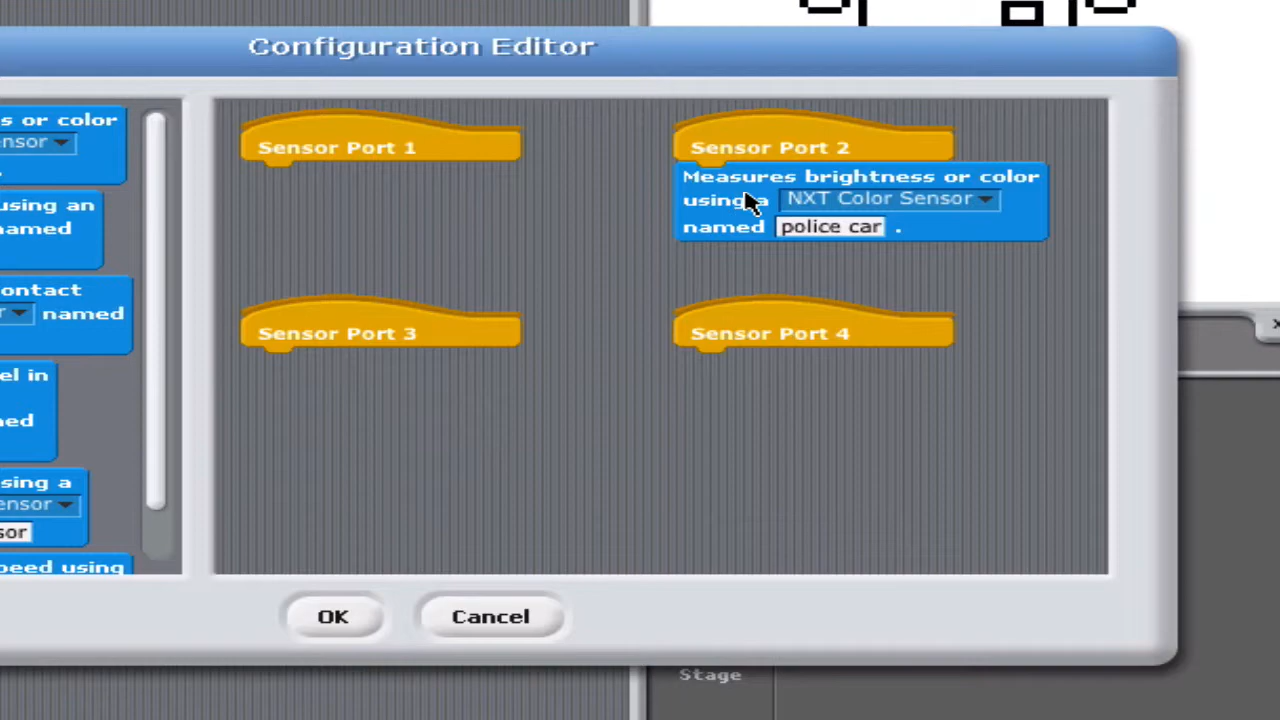 Configuration Editor
s or color
nsor
.
using an
named
ontact
r named
el in
ed
sing a
ensor
sor
peed using
Sensor Port 1
Sensor Port 2
Measures brightness or color
using a NXT Color Sensor
named police car .
Sensor Port 3
Sensor Port 4
OK
Cancel
Stage